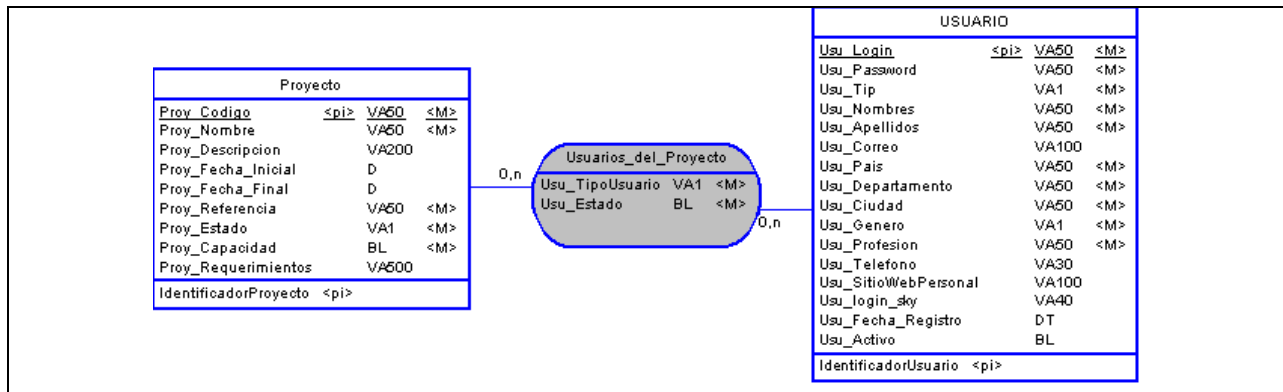 Proyecto
Proy_Codigo <pi> VA50 <M>
Proy_Nombre VA50 <M>
Proy_Descripcion VA200
Proy_Fecha_Inicial D
Proy_Fecha_Final D
Proy_Referencia VA50 <M>
Proy_Estado VA1 <M>
Proy_Capacidad BL <M>
Proy_Requerimientos VA500
IdentificadorProyecto <pi>
0,n
Usuarios_del_Proyecto
Usu_TipoUsuario VA1 <M>
Usu_Estado BL <M>
0,n
USUARIO
Usu_Login <pi> VA50 <M>
Usu_Password VA50 <M>
Usu_Tip VA1 <M>
Usu_Nombres VA50 <M>
Usu_Apellidos VA50 <M>
Usu_Correo VA100
Usu_Pais VA50 <M>
Usu_Departamento VA50 <M>
Usu_Ciudad VA50 <M>
Usu_Genero VA1 <M>
Usu_Profesion VA50 <M>
Usu_Telefono VA30
Usu_SitioWebPersonal VA100
Usu_login_sky VA40
Usu_Fecha_Registro DT
Usu_Activo BL
IdentificadorUsuario <pi>